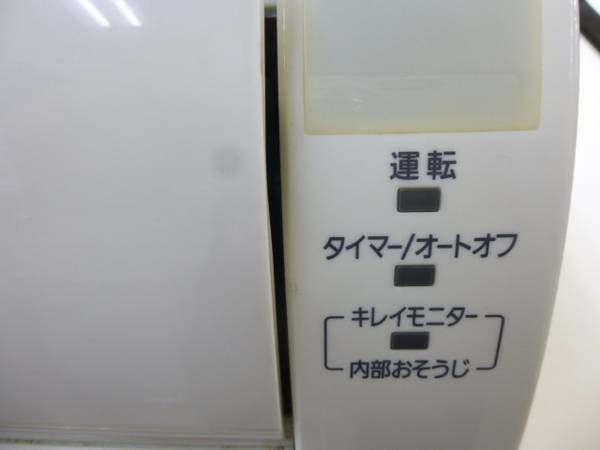 運転
タイマー/オートオフ
キレイモニター
内部おそうじ